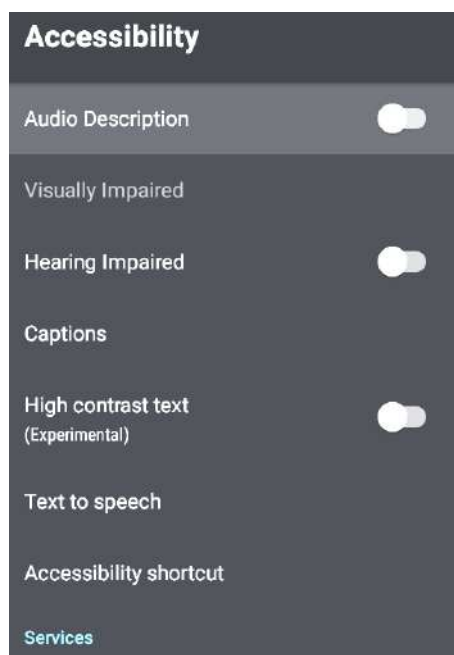 Accessibility
Audio Description
Visually Impaired
Hearing Impaired
Captions
High contrast text
(Experimental)
Text to speech
Accessibility shortcut
Services